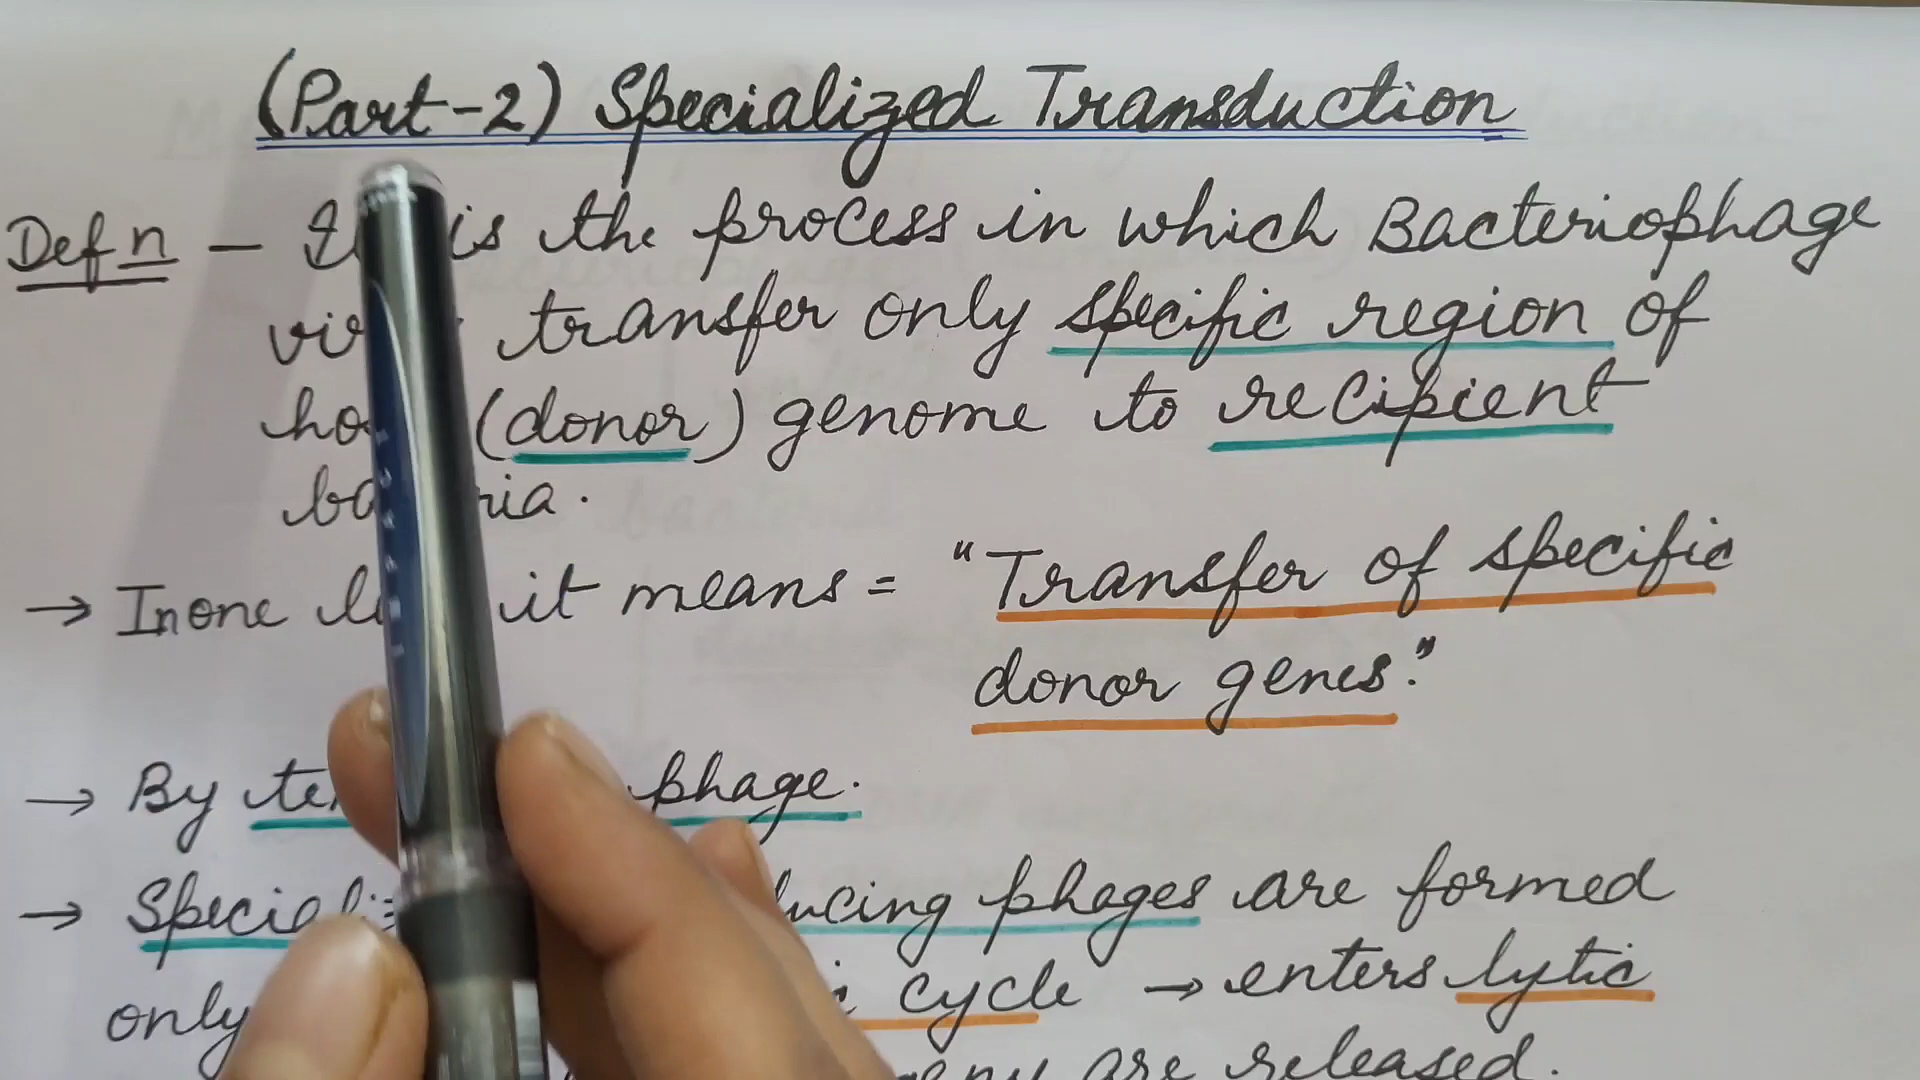 (Part-2) Specialized Transduction
Defn - is the process in which Bacteriophage
transfer only specific region of
(donor) genome to recipient
→ In one it means = "Transfer of specific
donor genes."
→ By phage.
→ phages are formed
only cycle → enters lytic
are released.